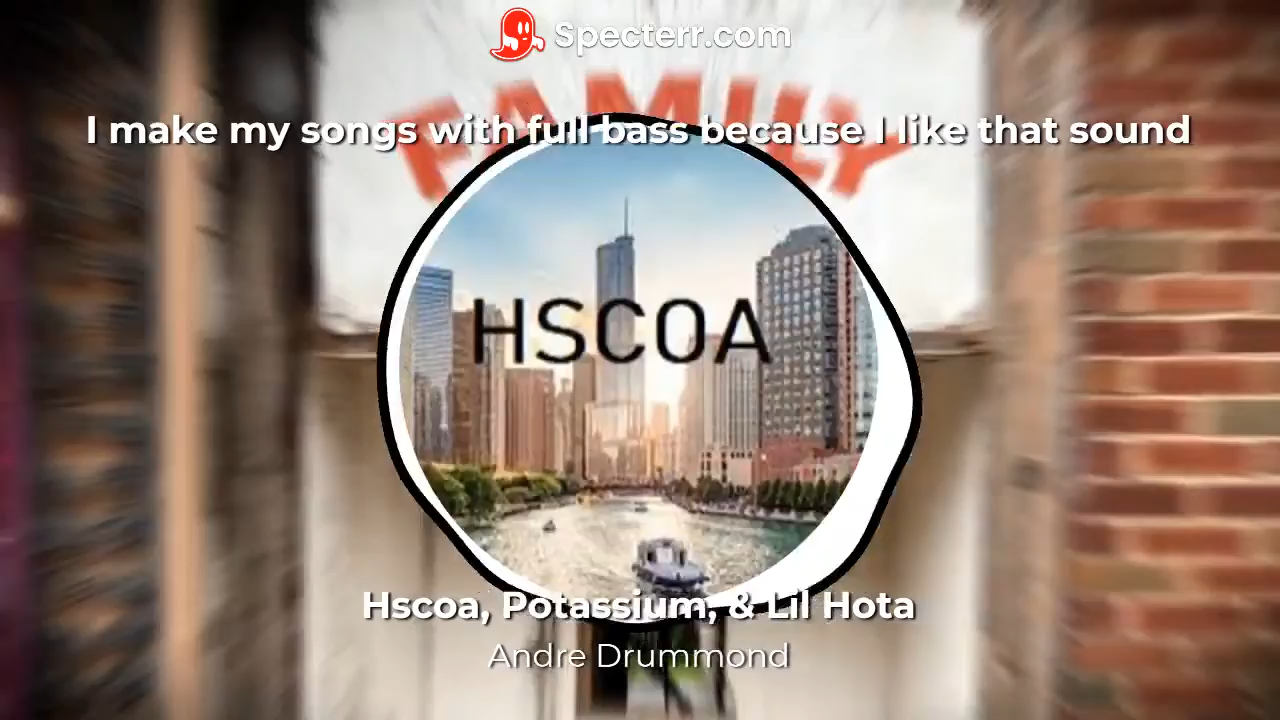 Specterr.com
FAMILY
I make my songs with full bass because I like that sound
HSCOA
Hscoa, Potassium, & Lil Hota
Andre Drummond